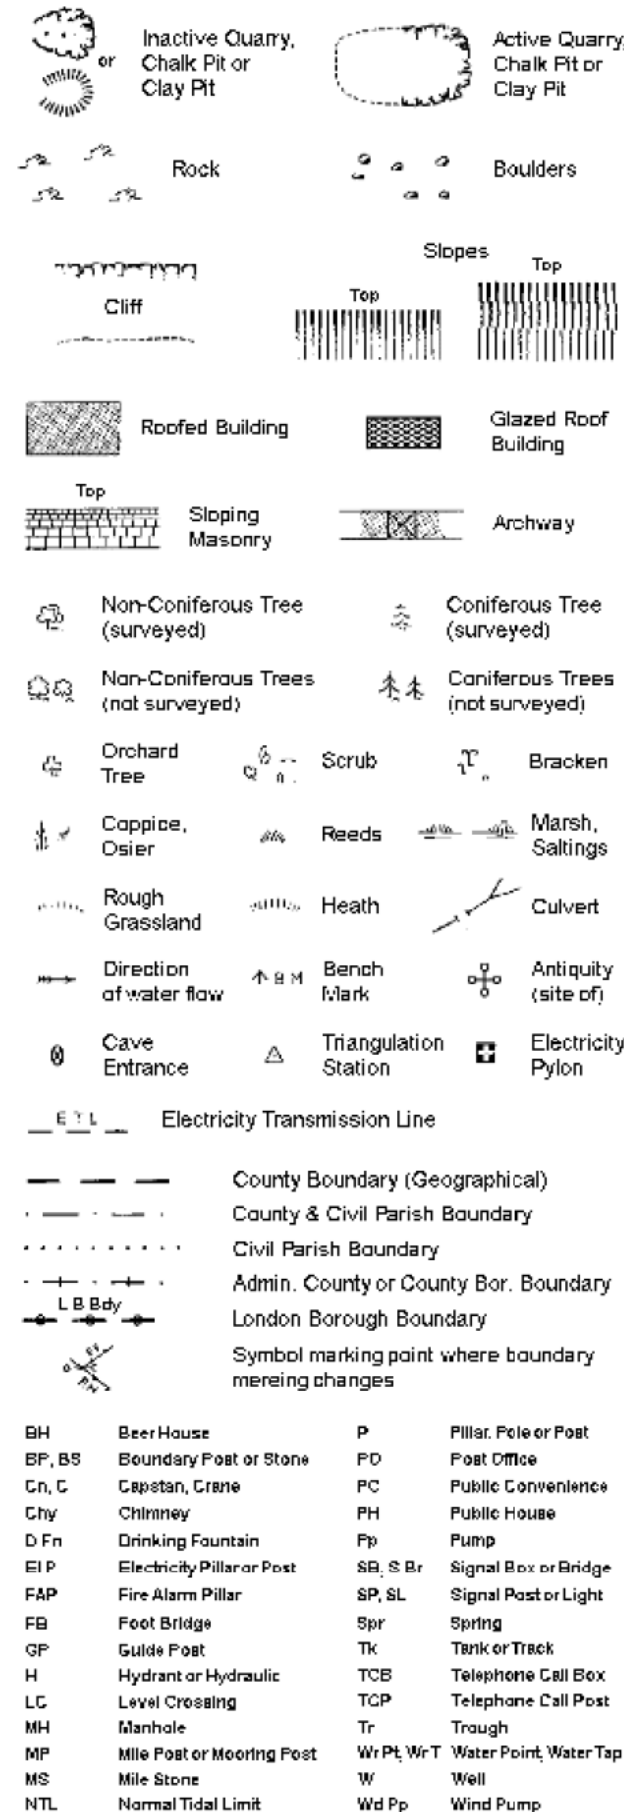 or
Inactive Quarry,
Chalk Pit or
Clay Pit
Active Quarry,
Chalk Pit or
Clay Pit
Rock
Boulders
Slopes
Top
Top
Cliff
Roofed Building
Glazed Roof
Building
Top
Sloping
Masonry
Archway
Non-Coniferous Tree
(surveyed)
Coniferous Tree
(surveyed)
Non-Coniferous Trees
(not surveyed)
Coniferous Trees
(not surveyed)
Orchard
Tree
Scrub
Bracken
Coppice,
Osier
Reeds
Marsh,
Saltings
Rough
Grassland
Heath
Culvert
Direction
of water flow
B M
Bench
Mark
Antiquity
(site of)
Cave
Entrance
Triangulation
Station
Electricity
Pylon
E T L
Electricity Transmission Line
County Boundary (Geographical)
County & Civil Parish Boundary
Civil Parish Boundary
Admin. County or County Bor. Boundary
L B Bdy
London Borough Boundary
Symbol marking point where boundary
mereing changes
BH Beer House
BP, BS Boundary Post or Stone
Cn, C Capstan, Crane
Chy Chimney
D Fn Drinking Fountain
El P Electricity Pillar or Post
FAP Fire Alarm Pillar
FB Foot Bridge
GP Guide Post
H Hydrant or Hydraulic
LC Level Crossing
MH Manhole
MP Mile Post or Mooring Post
MS Mile Stone
NTL Normal Tidal Limit
P Pillar, Pole or Post
PO Post Office
PC Public Convenience
PH Public House
Pp Pump
SB, S Br Signal Box or Bridge
SP, SL Signal Post or Light
Spr Spring
Tk Tank or Track
TCB Telephone Call Box
TCP Telephone Call Post
Tr Trough
Wr Pt, Wr T Water Point, Water Tap
W Well
Wd Pp Wind Pump